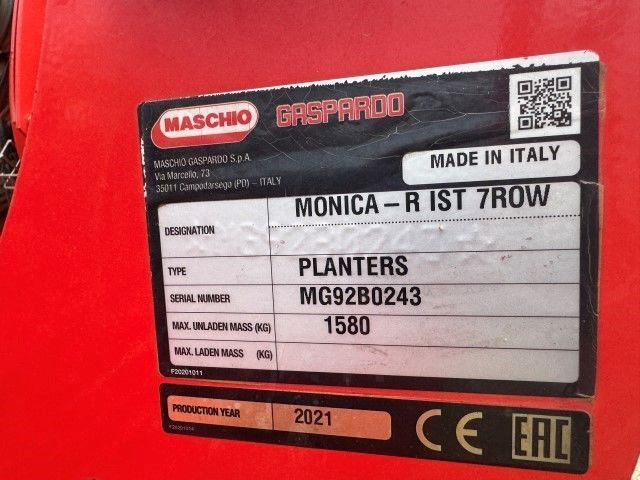 MASCHIO GASPARDO
MASCHIO GASPARDO S.p.A.
Via Marcello, 73
35011 Campodarsego (PD) – ITALY
MADE IN ITALY
DESIGNATION MONICA – R IST 7ROW
TYPE PLANTERS
SERIAL NUMBER MG92B0243
MAX. UNLADEN MASS (KG) 1580
MAX. LADEN MASS (KG)
F20201011
PRODUCTION YEAR 2021
CE EAC